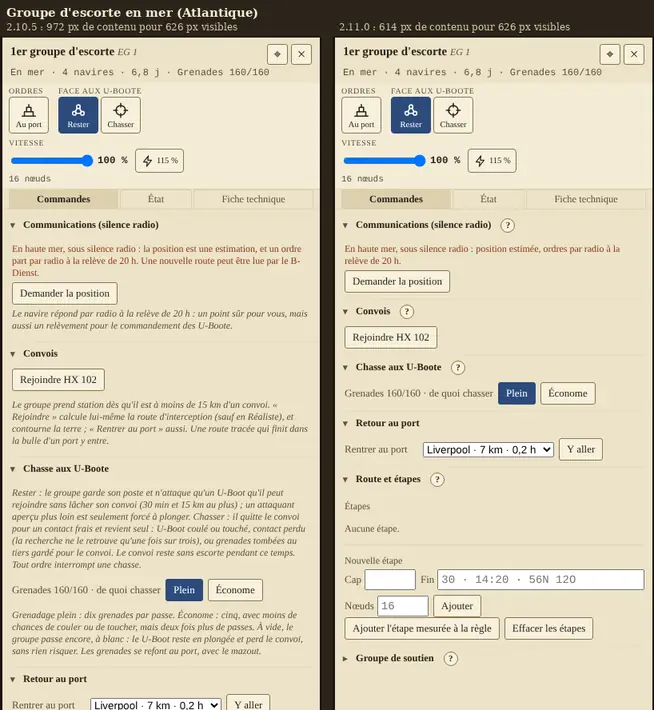 Groupe d'escorte en mer (Atlantique)
2.10.5 : 972 px de contenu pour 626 px visibles
1er groupe d'escorte EG 1
En mer · 4 navires · 6,8 j · Grenades 160/160
ORDRES
FACE AUX U-BOOTE
Au port
Rester
Chasser
VITESSE
100 %
115 %
16 nœuds
Commandes
État
Fiche technique
Communications (silence radio)
En haute mer, sous silence radio : la position est une estimation, et un ordre
part par radio à la relève de 20 h. Une nouvelle route peut être lue par le B-
Dienst.
Demander la position
Le navire répond par radio à la relève de 20 h : un point sûr pour vous, mais
aussi un relèvement pour le commandement des U-Boote.
Convois
Rejoindre HX 102
Le groupe prend station dès qu'il est à moins de 15 km d'un convoi. «
Rejoindre » calcule lui-même la route d'interception (sauf en Réaliste), et
contourne la terre ; « Rentrer au port » aussi. Une route tracée qui finit dans
la bulle d'un port y entre.
Chasse aux U-Boote
Rester : le groupe garde son poste et n'attaque qu'un U-Boot qu'il peut
rejoindre sans lâcher son convoi (30 min et 15 km au plus) ; un attaquant
aperçu plus loin est seulement forcé à plonger. Chasser : il quitte le convoi
pour un contact frais et revient seul : U-Boot coulé ou touché, contact perdu
(la recherche ne le retrouve qu'une fois sur trois), ou grenades tombées au
tiers gardé pour le convoi. Le convoi reste sans escorte pendant ce temps.
Tout ordre interrompt une chasse.
Grenades 160/160 · de quoi chasser
Plein
Économe
Grenadage plein : dix grenades par passe. Économe : cinq, avec moins de
chances de couler ou de toucher, mais deux fois plus de passes. À vide, le
groupe passe encore, à blanc : le U-Boot reste en plongée et perd le convoi,
sans rien risquer. Les grenades se refont au port, avec le mazout.
Retour au port
Rentrer au port
Liverpool · 7 km · 0,2 h
Y aller
2.11.0 : 614 px de contenu pour 626 px visibles
1er groupe d'escorte EG 1
En mer · 4 navires · 6,8 j · Grenades 160/160
ORDRES
FACE AUX U-BOOTE
Au port
Rester
Chasser
VITESSE
100 %
115 %
16 nœuds
Commandes
État
Fiche technique
Communications (silence radio) ?
En haute mer, sous silence radio : position estimée, ordres par radio à la
relève de 20 h.
Demander la position
Convois ?
Rejoindre HX 102
Chasse aux U-Boote ?
Grenades 160/160 · de quoi chasser
Plein
Économe
Retour au port
Rentrer au port
Liverpool · 7 km · 0,2 h
Y aller
Route et étapes ?
Étapes
Aucune étape.
Nouvelle étape
Cap
Fin 30 · 14:20 · 56N 12O
Nœuds 16
Ajouter
Ajouter l'étape mesurée à la règle
Effacer les étapes
Groupe de soutien ?